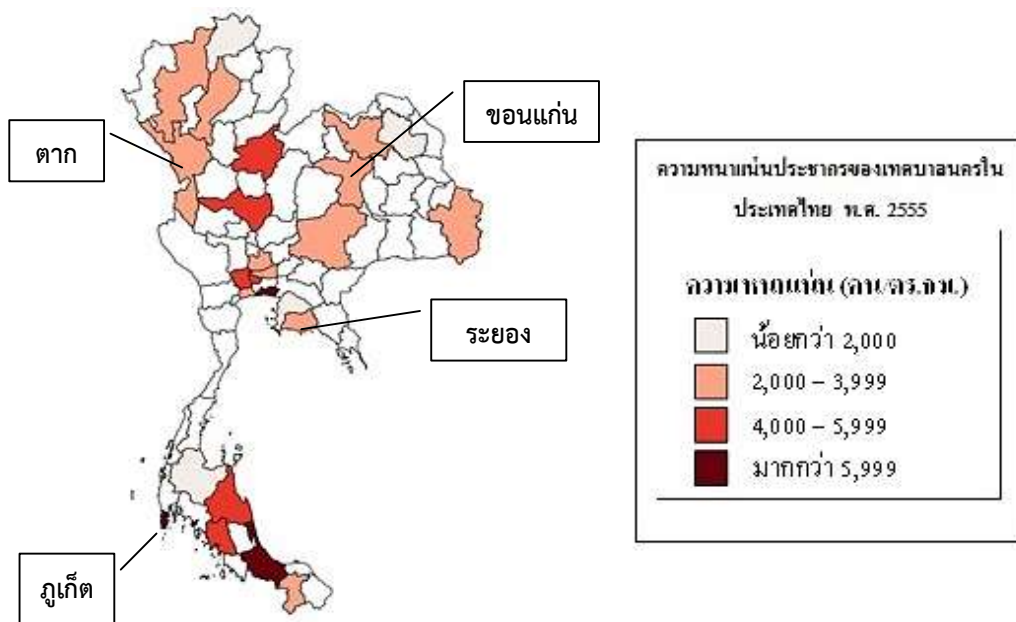 ขอนแก่น
ตาก
ระยอง
ภูเก็ต
ความหนาแน่นประชากรของเทศบาลนครใน
ประเทศไทย พ.ศ. 2555
ความหนาแน่น (คน/ตร.กม.)
น้อยกว่า 2,000
2,000 – 3,999
4,000 – 5,999
มากกว่า 5,999